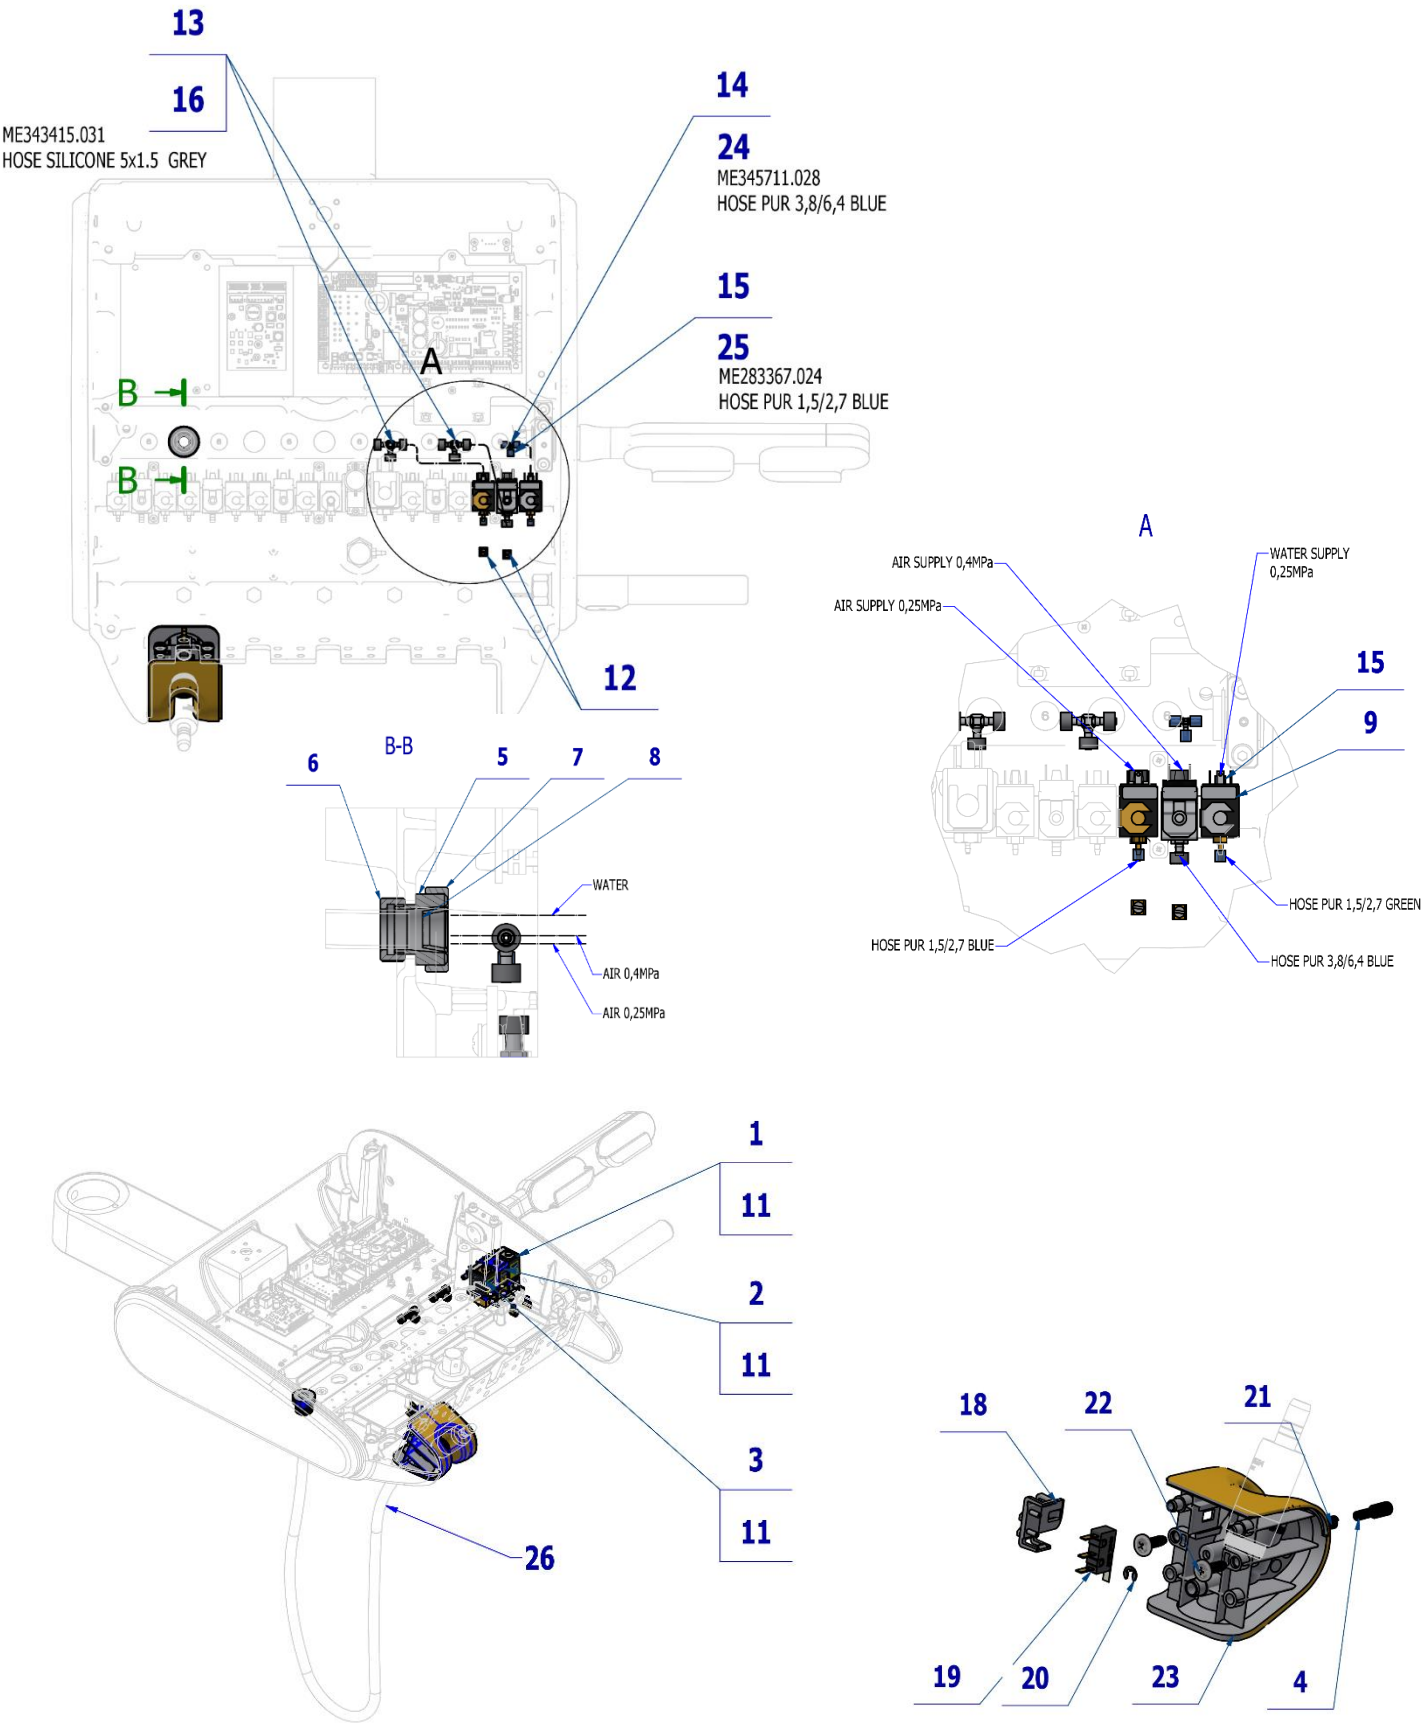 13
16
ME343415.031
HOSE SILICONE 5x1.5 GREY
14
24
ME345711.028
HOSE PUR 3,8/6,4 BLUE
15
25
ME283367.024
HOSE PUR 1,5/2,7 BLUE
A
B
B
12
A
AIR SUPPLY 0,4MPa
WATER SUPPLY
0,25MPa
AIR SUPPLY 0,25MPa
15
9
6
HOSE PUR 1,5/2,7 GREEN
HOSE PUR 1,5/2,7 BLUE
HOSE PUR 3,8/6,4 BLUE
B-B
6
5
7
8
WATER
AIR 0,4MPa
AIR 0,25MPa
1
11
2
11
3
11
26
18
22
21
19
20
23
4